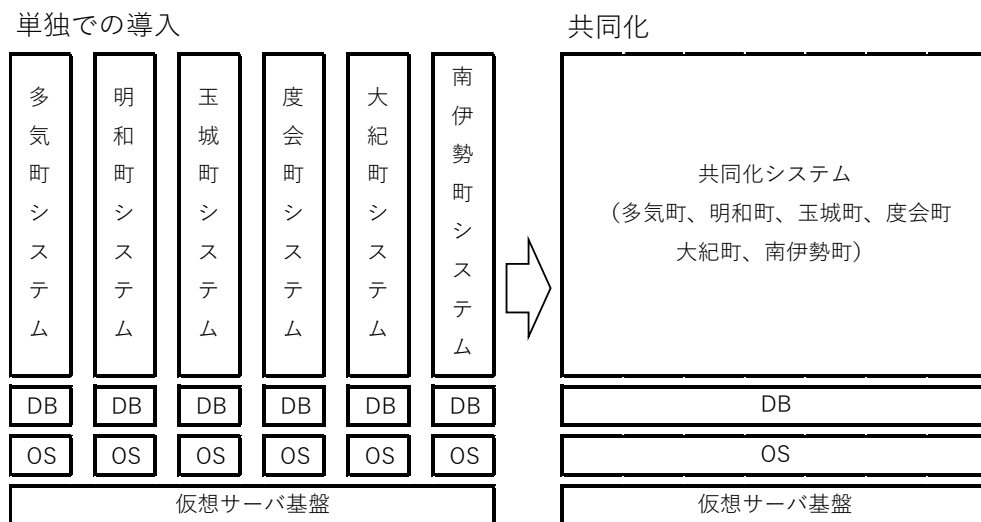 単独での導入
多気町システム
明和町システム
玉城町システム
度会町システム
大紀町システム
南伊勢町システム
DB
DB
DB
DB
DB
DB
OS
OS
OS
OS
OS
OS
仮想サーバ基盤
共同化
共同化システム
（多気町、明和町、玉城町、度会町
大紀町、南伊勢町）
DB
OS
仮想サーバ基盤